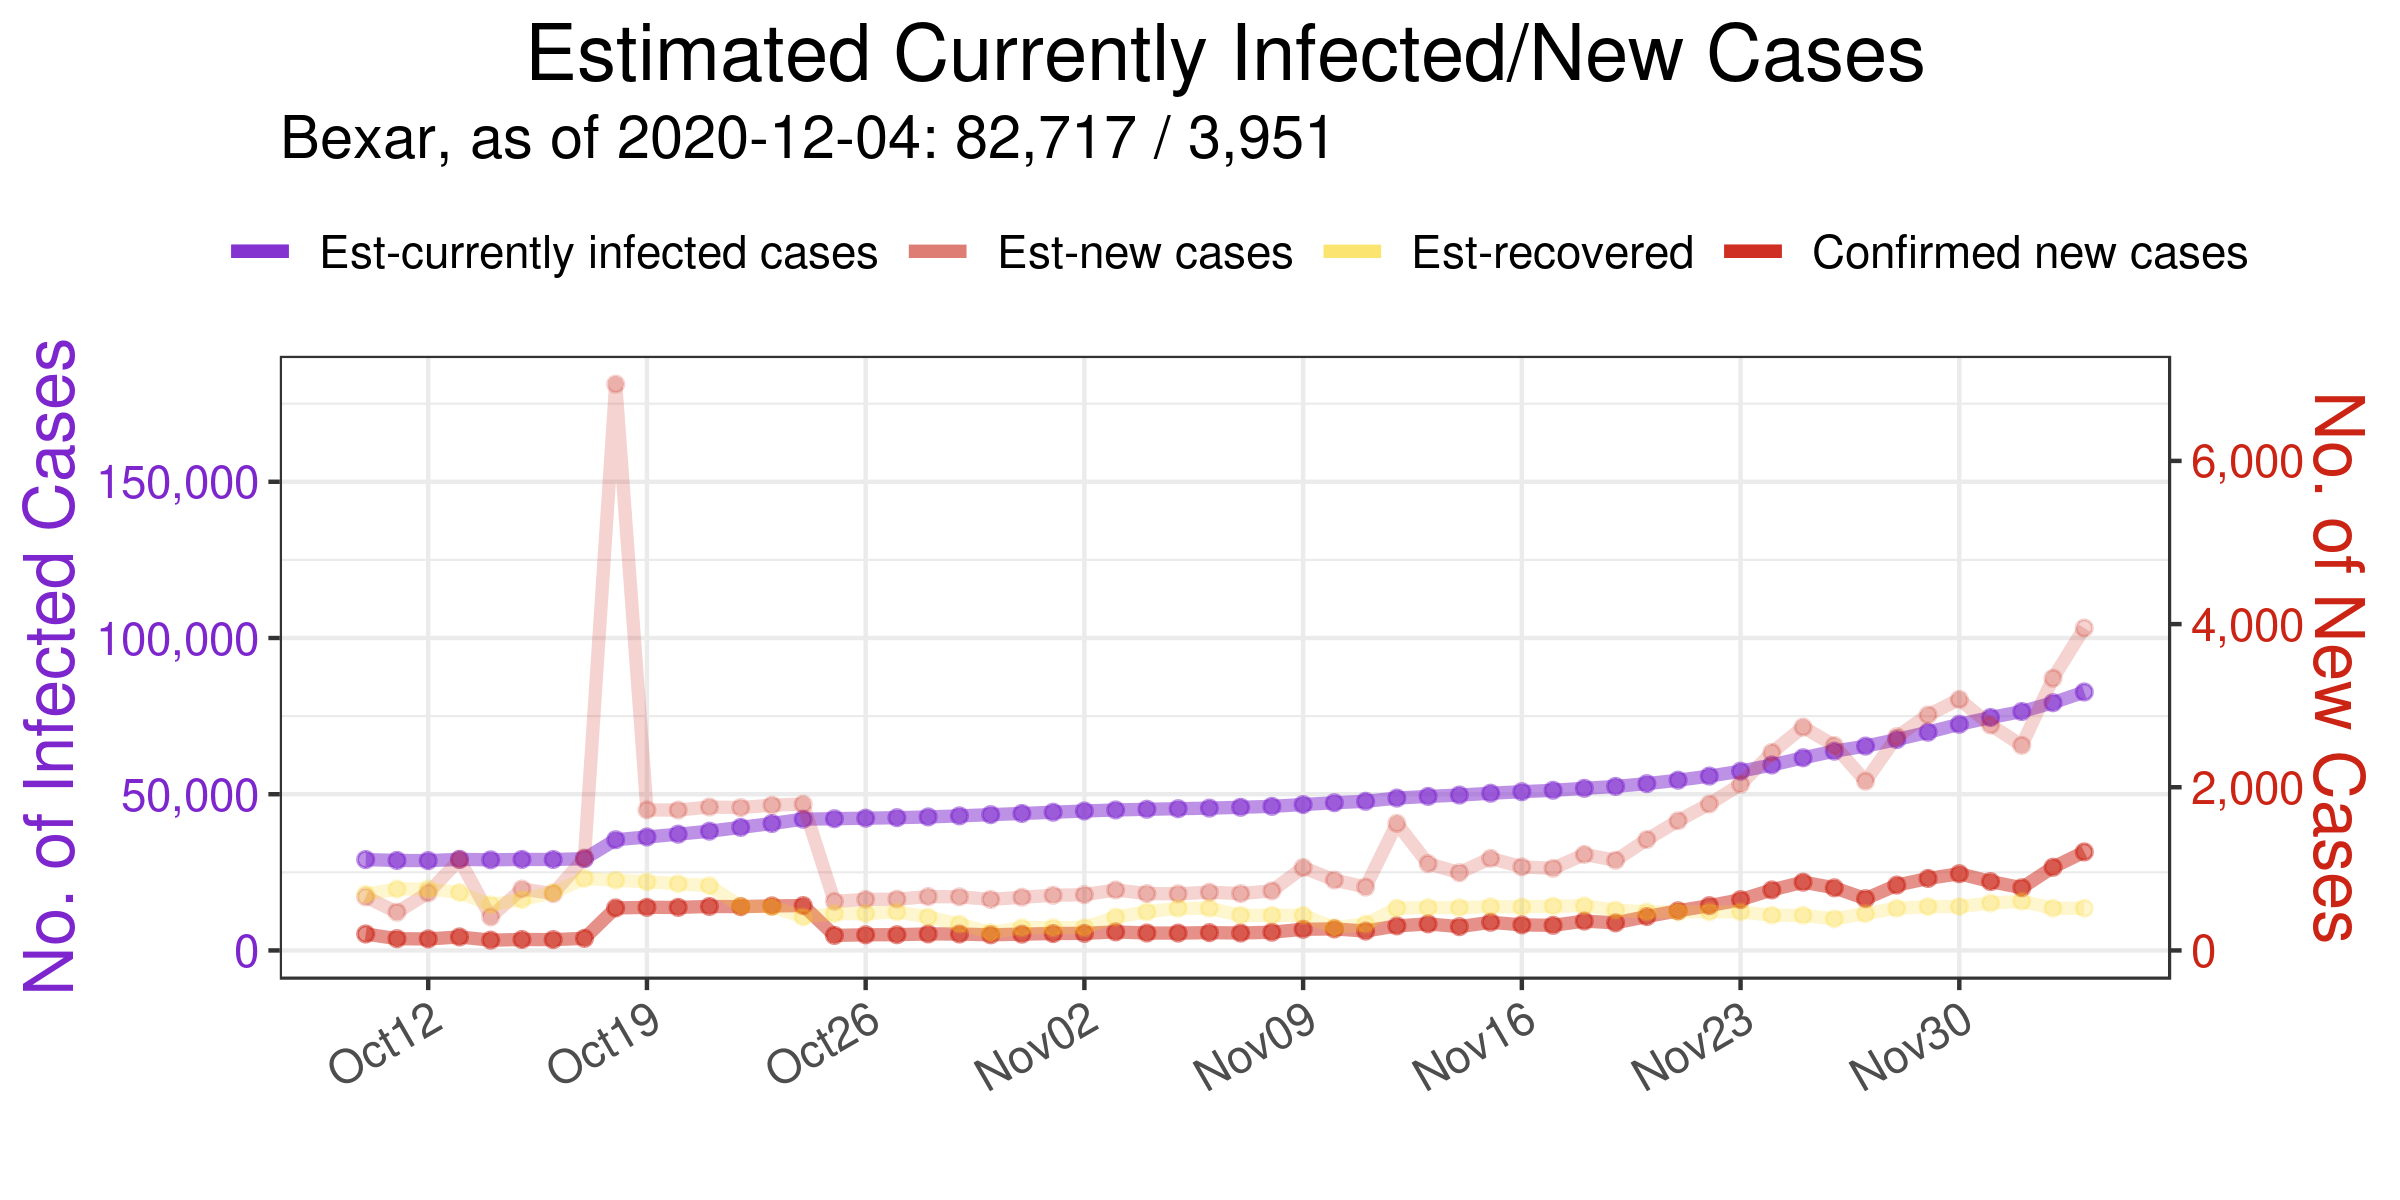 Estimated Currently Infected/New Cases
Bexar, as of 2020-12-04: 82,717 / 3,951
Est-currently infected cases Est-new cases Est-recovered Confirmed new cases
No. of Infected Cases
150,000
100,000
50,000
0
6,000
4,000
2,000
0
No. of New Cases
Oct12 Oct19 Oct26 Nov02 Nov09 Nov16 Nov23 Nov30